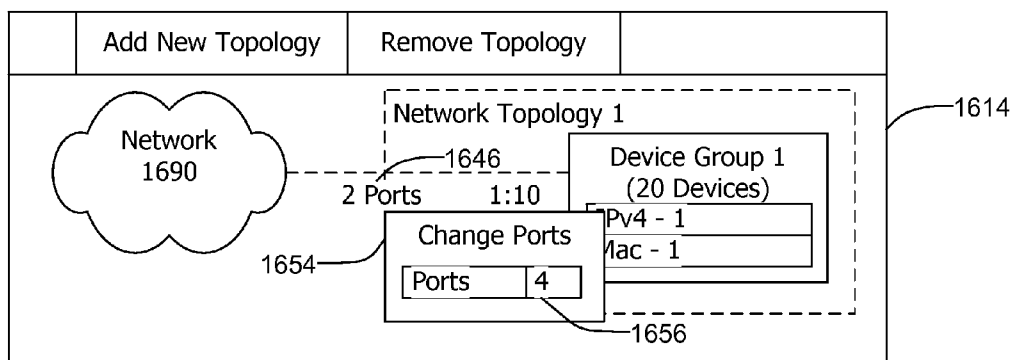 Add New Topology Remove Topology
Network Topology 1
1614
Network
1690
1646
Device Group 1
(20 Devices)
2 Ports 1:10
IPv4 - 1
Change Ports
Mac - 1
1654
Ports 4
1656